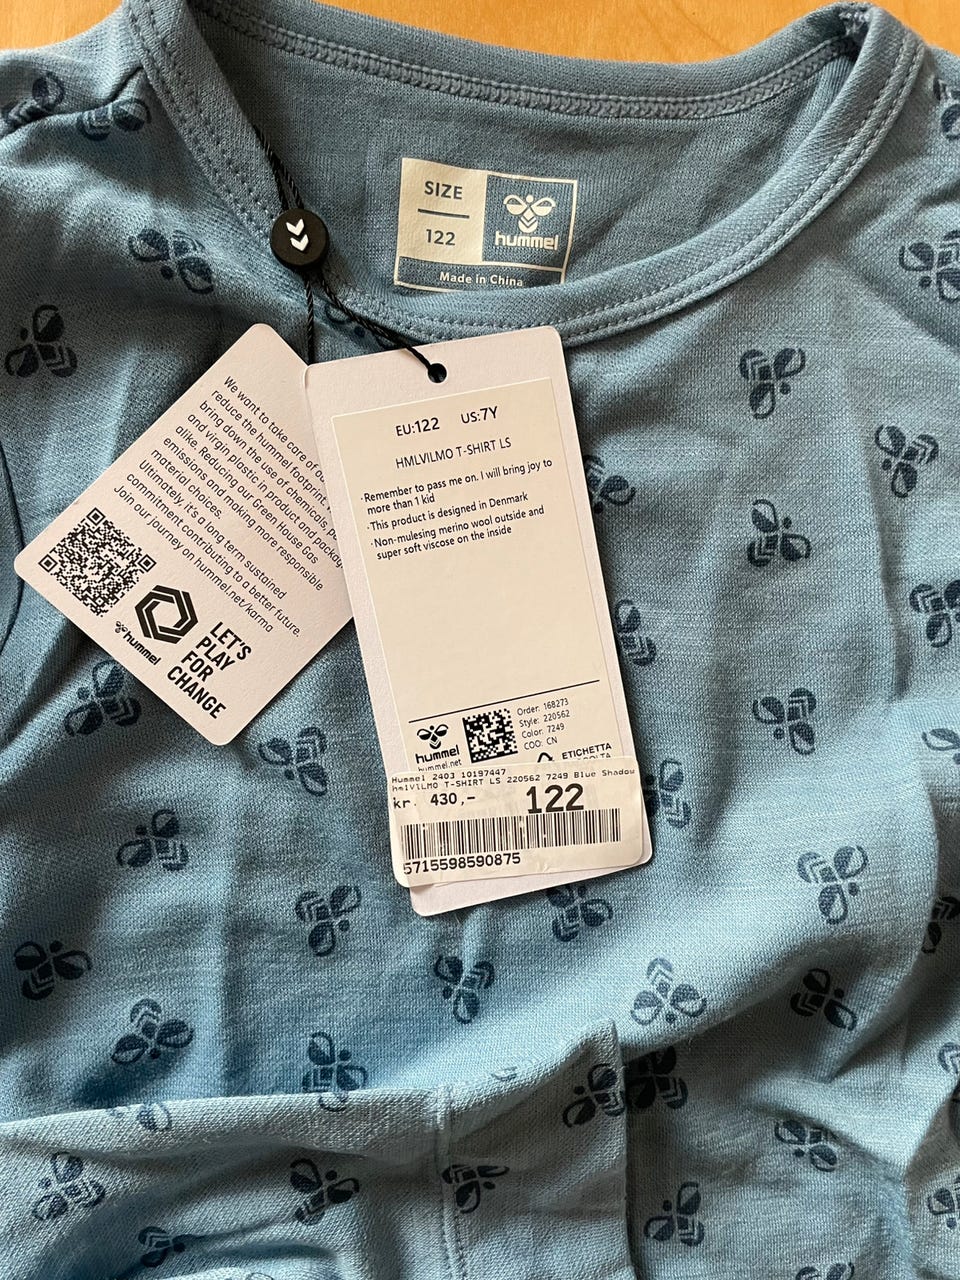 SIZE
122
hummel
Made in China
We want to take care of
reduce the hummel footprint
bring down the use of chemicals,
and virgin plastic in product and
alike. Reducing our Green House Gas
emissions and making more responsible
material choices.
Ultimately, it's a long term sustained
commitment contributing to a better future.
Join our journey on hummel.net/karma
hummel
LET'S
PLAY
FOR
CHANGE
EU:122 US:7Y
HMLVILMO T-SHIRT LS
·Remember to pass me on. I will bring joy to
more than 1 kid
·This product is designed in Denmark
·Non-mulesing merino wool outside and
super soft viscose on the inside
hummel
hummel.net
Order: 168273
Style: 220562
Color: 7249
COO: CN
ETICHETTA
Hummel 2403 10197447
hmlVILMO T-SHIRT LS 220562 7249 Blue Shadow
kr. 430,- 122
5715598590875